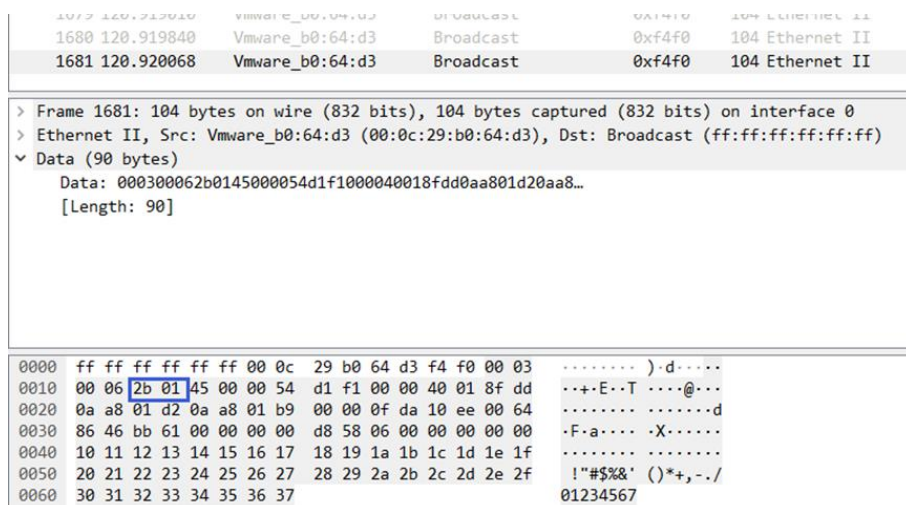 1680 120.919840 Vmware_b0:64:d3 Broadcast 0xf4f0 104 Ethernet II
1681 120.920068 Vmware_b0:64:d3 Broadcast 0xf4f0 104 Ethernet II
> Frame 1681: 104 bytes on wire (832 bits), 104 bytes captured (832 bits) on interface 0
> Ethernet II, Src: Vmware_b0:64:d3 (00:0c:29:b0:64:d3), Dst: Broadcast (ff:ff:ff:ff:ff:ff)
Data (90 bytes)
Data: 000300062b0145000054d1f1000040018fdd0aa801d20aa8…
[Length: 90]
0000 ff ff ff ff ff ff 00 0c 29 b0 64 d3 f4 f0 00 03 ········ )·d·····
0010 00 06 2b 01 45 00 00 54 d1 f1 00 00 40 01 8f dd ··+·E··T ····@···
0020 0a a8 01 d2 0a a8 01 b9 00 00 0f da 10 ee 00 64 ········ ·······d
0030 86 46 bb 61 00 00 00 00 d8 58 06 00 00 00 00 00 ·F·a···· ·X······
0040 10 11 12 13 14 15 16 17 18 19 1a 1b 1c 1d 1e 1f ········ ········
0050 20 21 22 23 24 25 26 27 28 29 2a 2b 2c 2d 2e 2f !"#$%&' ()*+,-./
0060 30 31 32 33 34 35 36 37 01234567